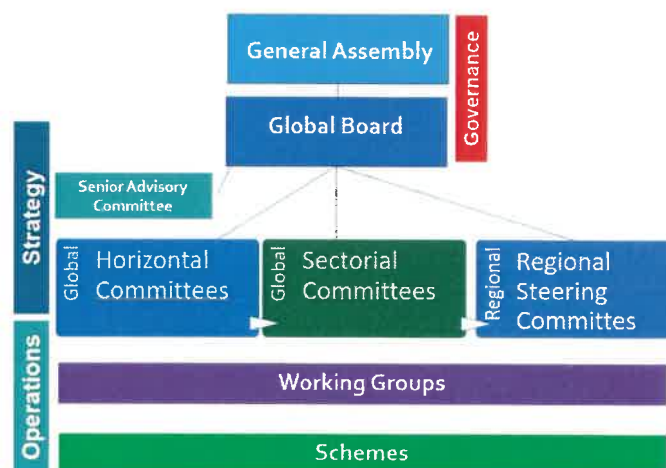 General Assembly
Governance
Global Board
Strategy
Senior Advisory
Committee
Global
Horizontal
Committees
Global
Sectorial
Committees
Regional
Regional
Steering
Committes
Operations
Working Groups
Schemes